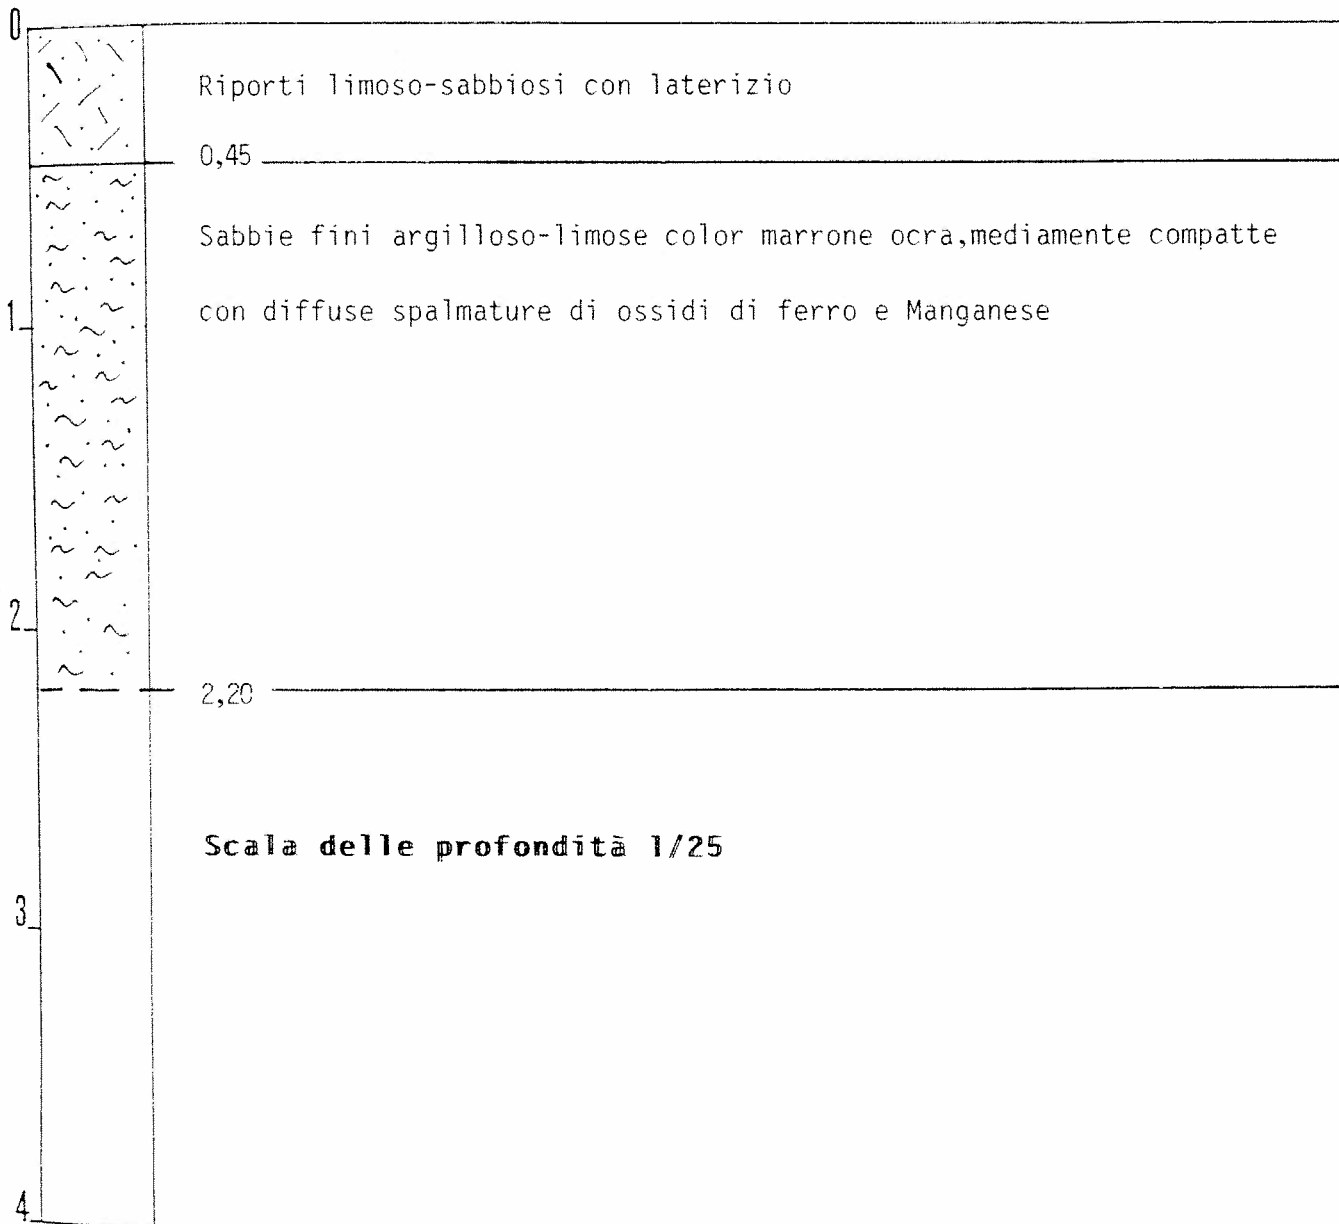 0
Riporti limoso-sabbiosi con laterizio
0,45
Sabbie fini argilloso-limose color marrone ocra,mediamente compatte
1
con diffuse spalmature di ossidi di ferro e Manganese
2
2,20
Scala delle profondità 1/25
3
4